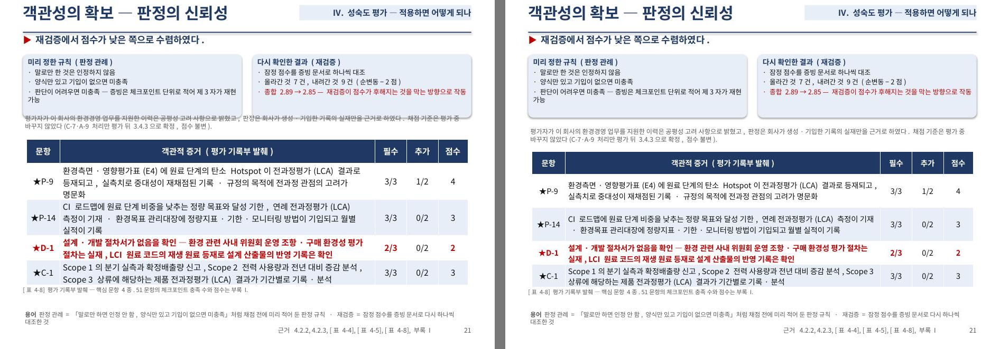 객관성의 확보 — 판정의 신뢰성
IV. 성숙도 평가 — 적용하면 어떻게 되나
▶ 재검증에서 점수가 낮은 쪽으로 수렴하였다 .
미리 정한 규칙 ( 판정 관례 )
· 말로만 한 것은 인정하지 않음
· 양식만 있고 기입이 없으면 미충족
· 판단이 어려우면 미충족 — 증빙은 체크포인트 단위로 적어 제 3 자가 재현
가능
다시 확인한 결과 ( 재검증 )
· 잠정 점수를 증빙 문서로 하나씩 대조
· 올라간 것 7 건 , 내려간 것 9 건 ( 순변동 − 2 점 )
· 종합 2.89 → 2.85 — 재검증이 점수가 후해지는 것을 막는 방향으로 작동
평가자가 이 회사의 환경경영 업무를 지원한 이력은 공평성 고려 사항으로 밝혔고 , 판정은 회사가 생성 · 기입한 기록의 실재만을 근거로 하였다 . 채점 기준은 평가 중
바꾸지 않았다 (C-7·A-9 처리만 평가 뒤 3.4.3 으로 확정 , 점수 불변 ).
문항 객관적 증거 ( 평가 기록부 발췌 ) 필수 추가 점수
★P-9 환경측면 · 영향평가표 (E4) 에 원료 단계의 탄소 Hotspot 이 전과정평가 (LCA) 결과로
등재되고 , 실측치로 중대성이 재채점된 기록 · 규정의 목적에 전과정 관점의 고려가
명문화 3/3 1/2 4
★P-14 CI 로드맵에 원료 단계 비중을 낮추는 정량 목표와 달성 기한 , 연례 전과정평가 (LCA)
측정이 기재 · 환경목표 관리대장에 정량지표 · 기한 · 모니터링 방법이 기입되고 월별
실적이 기록 3/3 0/2 3
★D-1 설계 · 개발 절차서가 없음을 확인 — 환경 관련 사내 위원회 운영 조항 · 구매 환경성 평가
절차는 실재 , LCI 원료 코드의 재생 원료 등재로 설계 산출물의 반영 기록은 확인 2/3 0/2 2
★C-1 Scope 1 의 분기 실측과 확정배출량 신고 , Scope 2 전력 사용량과 전년 대비 증감 분석 ,
Scope 3 상류에 해당하는 제품 전과정평가 (LCA) 결과가 기간별로 기록 · 분석 3/3 0/2 3
[ 표 4-8] 평가 기록부 발췌 — 핵심 문항 4 종 . 51 문항의 체크포인트 충족 수와 점수는 부록 I.
용어 판정 관례 = 「말로만 하면 인정 안 함 , 양식만 있고 기입이 없으면 미충족」처럼 채점 전에 미리 적어 둔 판정 규칙 · 재검증 = 잠정 점수를 증빙 문서로 다시 하나씩
대조한 것
근거 4.2.2, 4.2.3, [ 표 4-4], [ 표 4-5], [ 표 4-8], 부록 I 21
객관성의 확보 — 판정의 신뢰성
IV. 성숙도 평가 — 적용하면 어떻게 되나
▶ 재검증에서 점수가 낮은 쪽으로 수렴하였다 .
미리 정한 규칙 ( 판정 관례 )
· 말로만 한 것은 인정하지 않음
· 양식만 있고 기입이 없으면 미충족
· 판단이 어려우면 미충족 — 증빙은 체크포인트 단위로 적어 제 3 자가 재현
가능
다시 확인한 결과 ( 재검증 )
· 잠정 점수를 증빙 문서로 하나씩 대조
· 올라간 것 7 건 , 내려간 것 9 건 ( 순변동 − 2 점 )
· 종합 2.89 → 2.85 — 재검증이 점수가 후해지는 것을 막는 방향으로 작동
평가자가 이 회사의 환경경영 업무를 지원한 이력은 공평성 고려 사항으로 밝혔고 , 판정은 회사가 생성 · 기입한 기록의 실재만을 근거로 하였다 . 채점 기준은 평가 중
바꾸지 않았다 (C-7·A-9 처리만 평가 뒤 3.4.3 으로 확정 , 점수 불변 ).
문항 객관적 증거 ( 평가 기록부 발췌 ) 필수 추가 점수
★P-9 환경측면 · 영향평가표 (E4) 에 원료 단계의 탄소 Hotspot 이 전과정평가 (LCA) 결과로 등재되고 ,
실측치로 중대성이 재채점된 기록 · 규정의 목적에 전과정 관점의 고려가 명문화 3/3 1/2 4
★P-14 CI 로드맵에 원료 단계 비중을 낮추는 정량 목표와 달성 기한 , 연례 전과정평가 (LCA) 측정이 기재
· 환경목표 관리대장에 정량지표 · 기한 · 모니터링 방법이 기입되고 월별 실적이 기록 3/3 0/2 3
★D-1 설계 · 개발 절차서가 없음을 확인 — 환경 관련 사내 위원회 운영 조항 · 구매 환경성 평가 절차는
실재 , LCI 원료 코드의 재생 원료 등재로 설계 산출물의 반영 기록은 확인 2/3 0/2 2
★C-1 Scope 1 의 분기 실측과 확정배출량 신고 , Scope 2 전력 사용량과 전년 대비 증감 분석 , Scope 3
상류에 해당하는 제품 전과정평가 (LCA) 결과가 기간별로 기록 · 분석 3/3 0/2 3
[ 표 4-8] 평가 기록부 발췌 — 핵심 문항 4 종 . 51 문항의 체크포인트 충족 수와 점수는 부록 I.
용어 판정 관례 = 「말로만 하면 인정 안 함 , 양식만 있고 기입이 없으면 미충족」처럼 채점 전에 미리 적어 둔 판정 규칙 · 재검증 = 잠정 점수를 증빙 문서로 다시 하나씩
대조한 것
근거 4.2.2, 4.2.3, [ 표 4-4], [ 표 4-5], [ 표 4-8], 부록 I 21